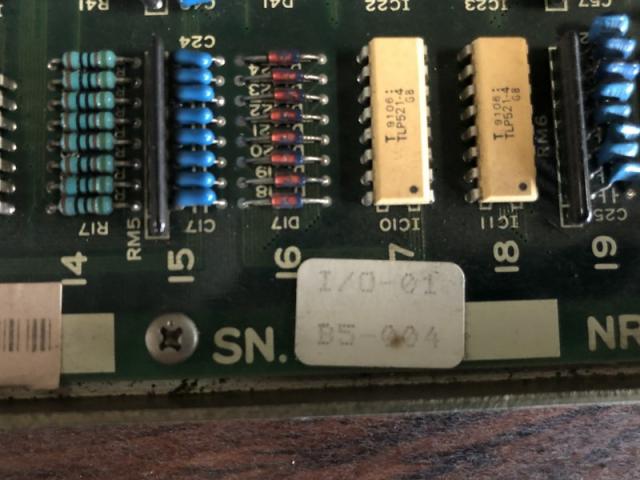 R41
D41
IC22
IC23
C57
C24
24
23
22
21
20
19
18
T 9106
TLP521-4
GB
T 9106
TLP521-4
GB
RM6
R17
RM5
C17
D17
IC10
IC11
C25
14
15
16
7
18
19
I/O-01
B5-004
SN.
NR